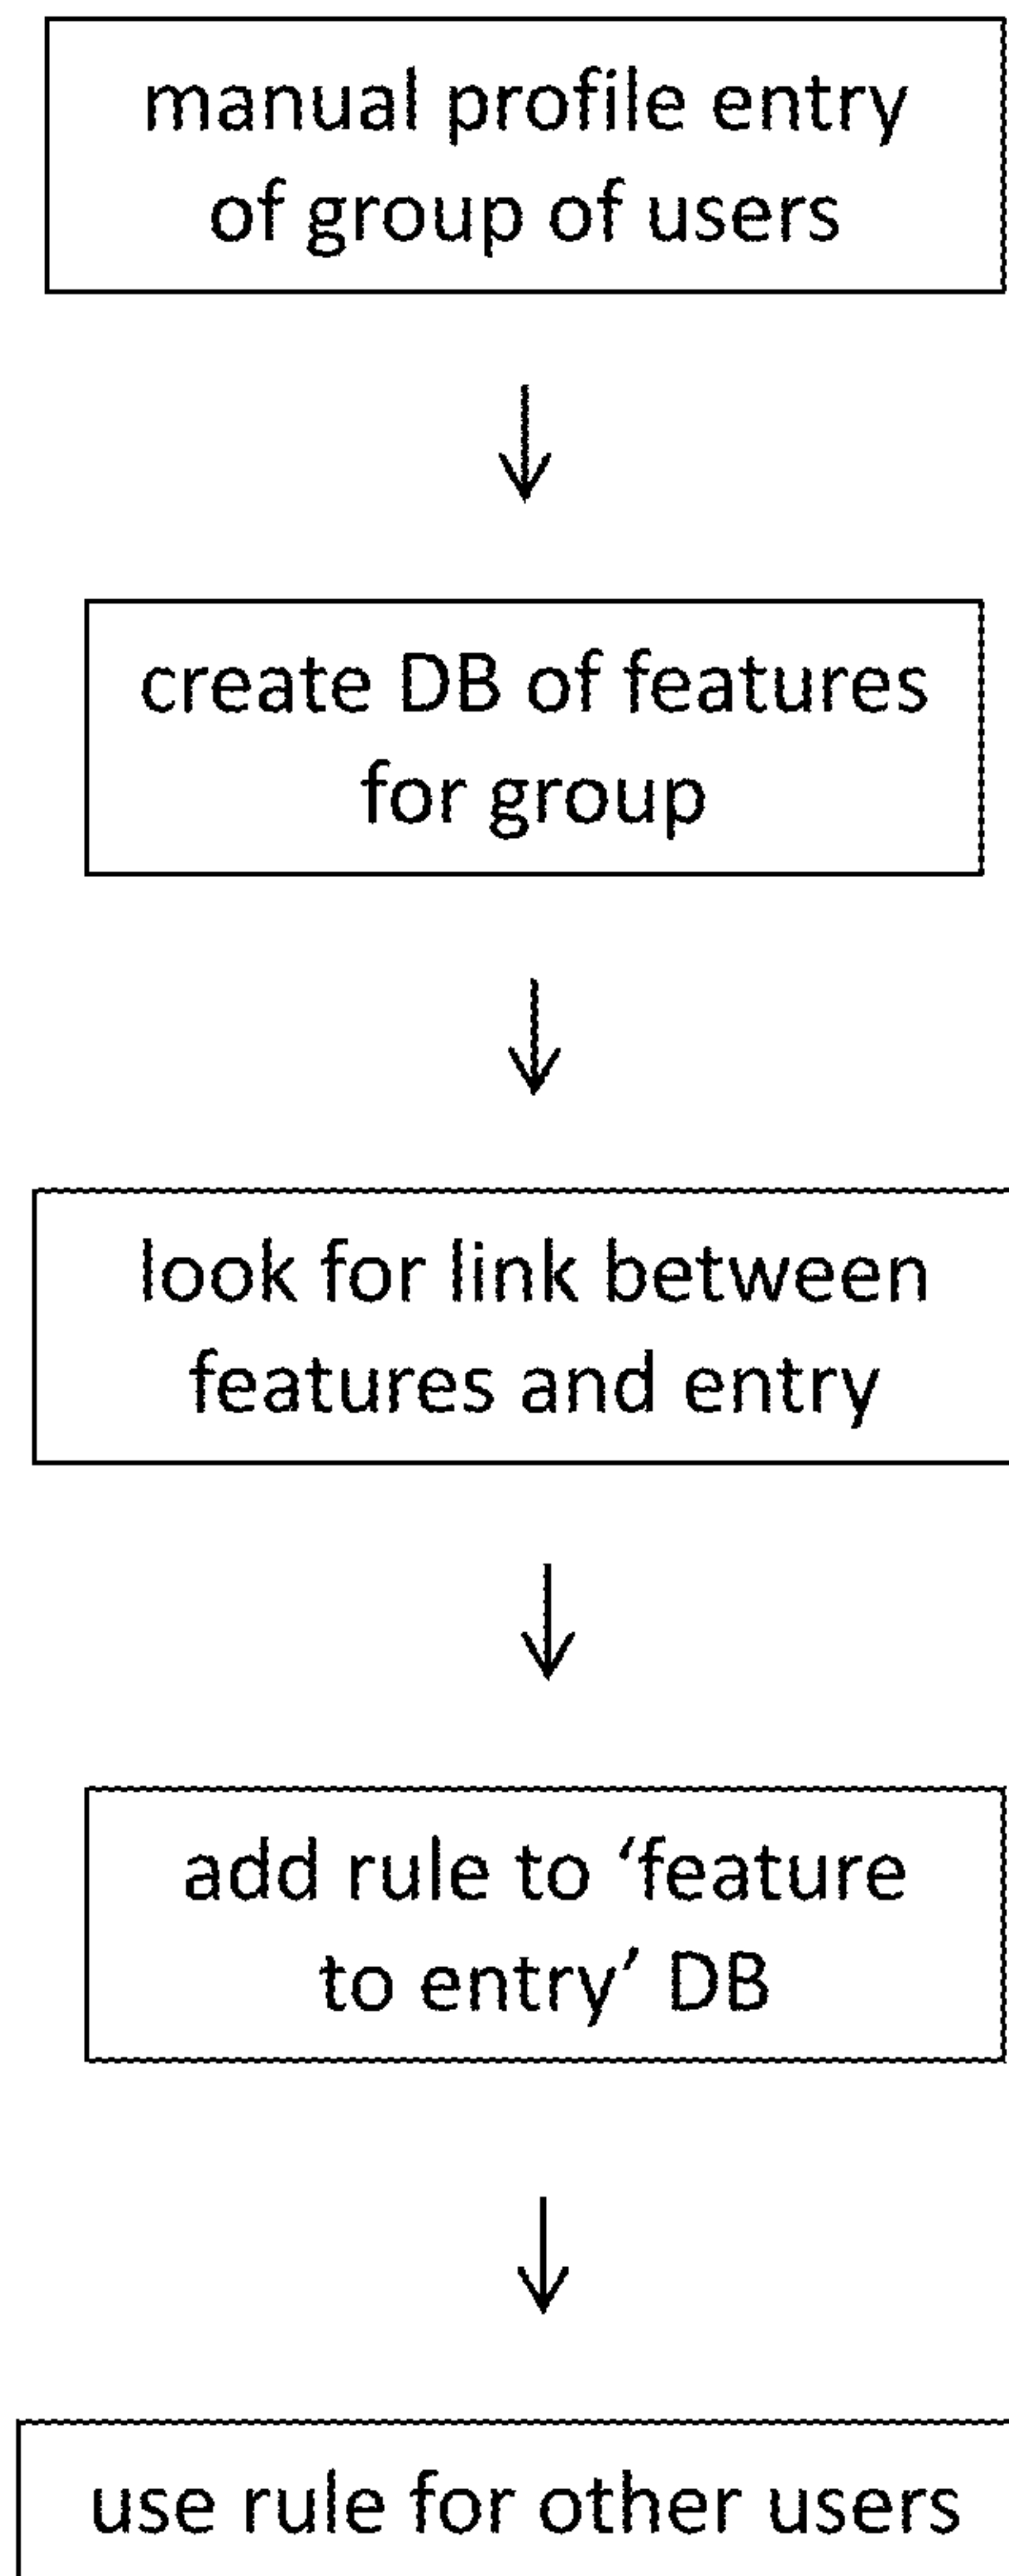 manual profile entry
of group of users
create DB of features
for group
look for link between
features and entry
add rule to ‘feature
to entry’ DB
use rule for other users